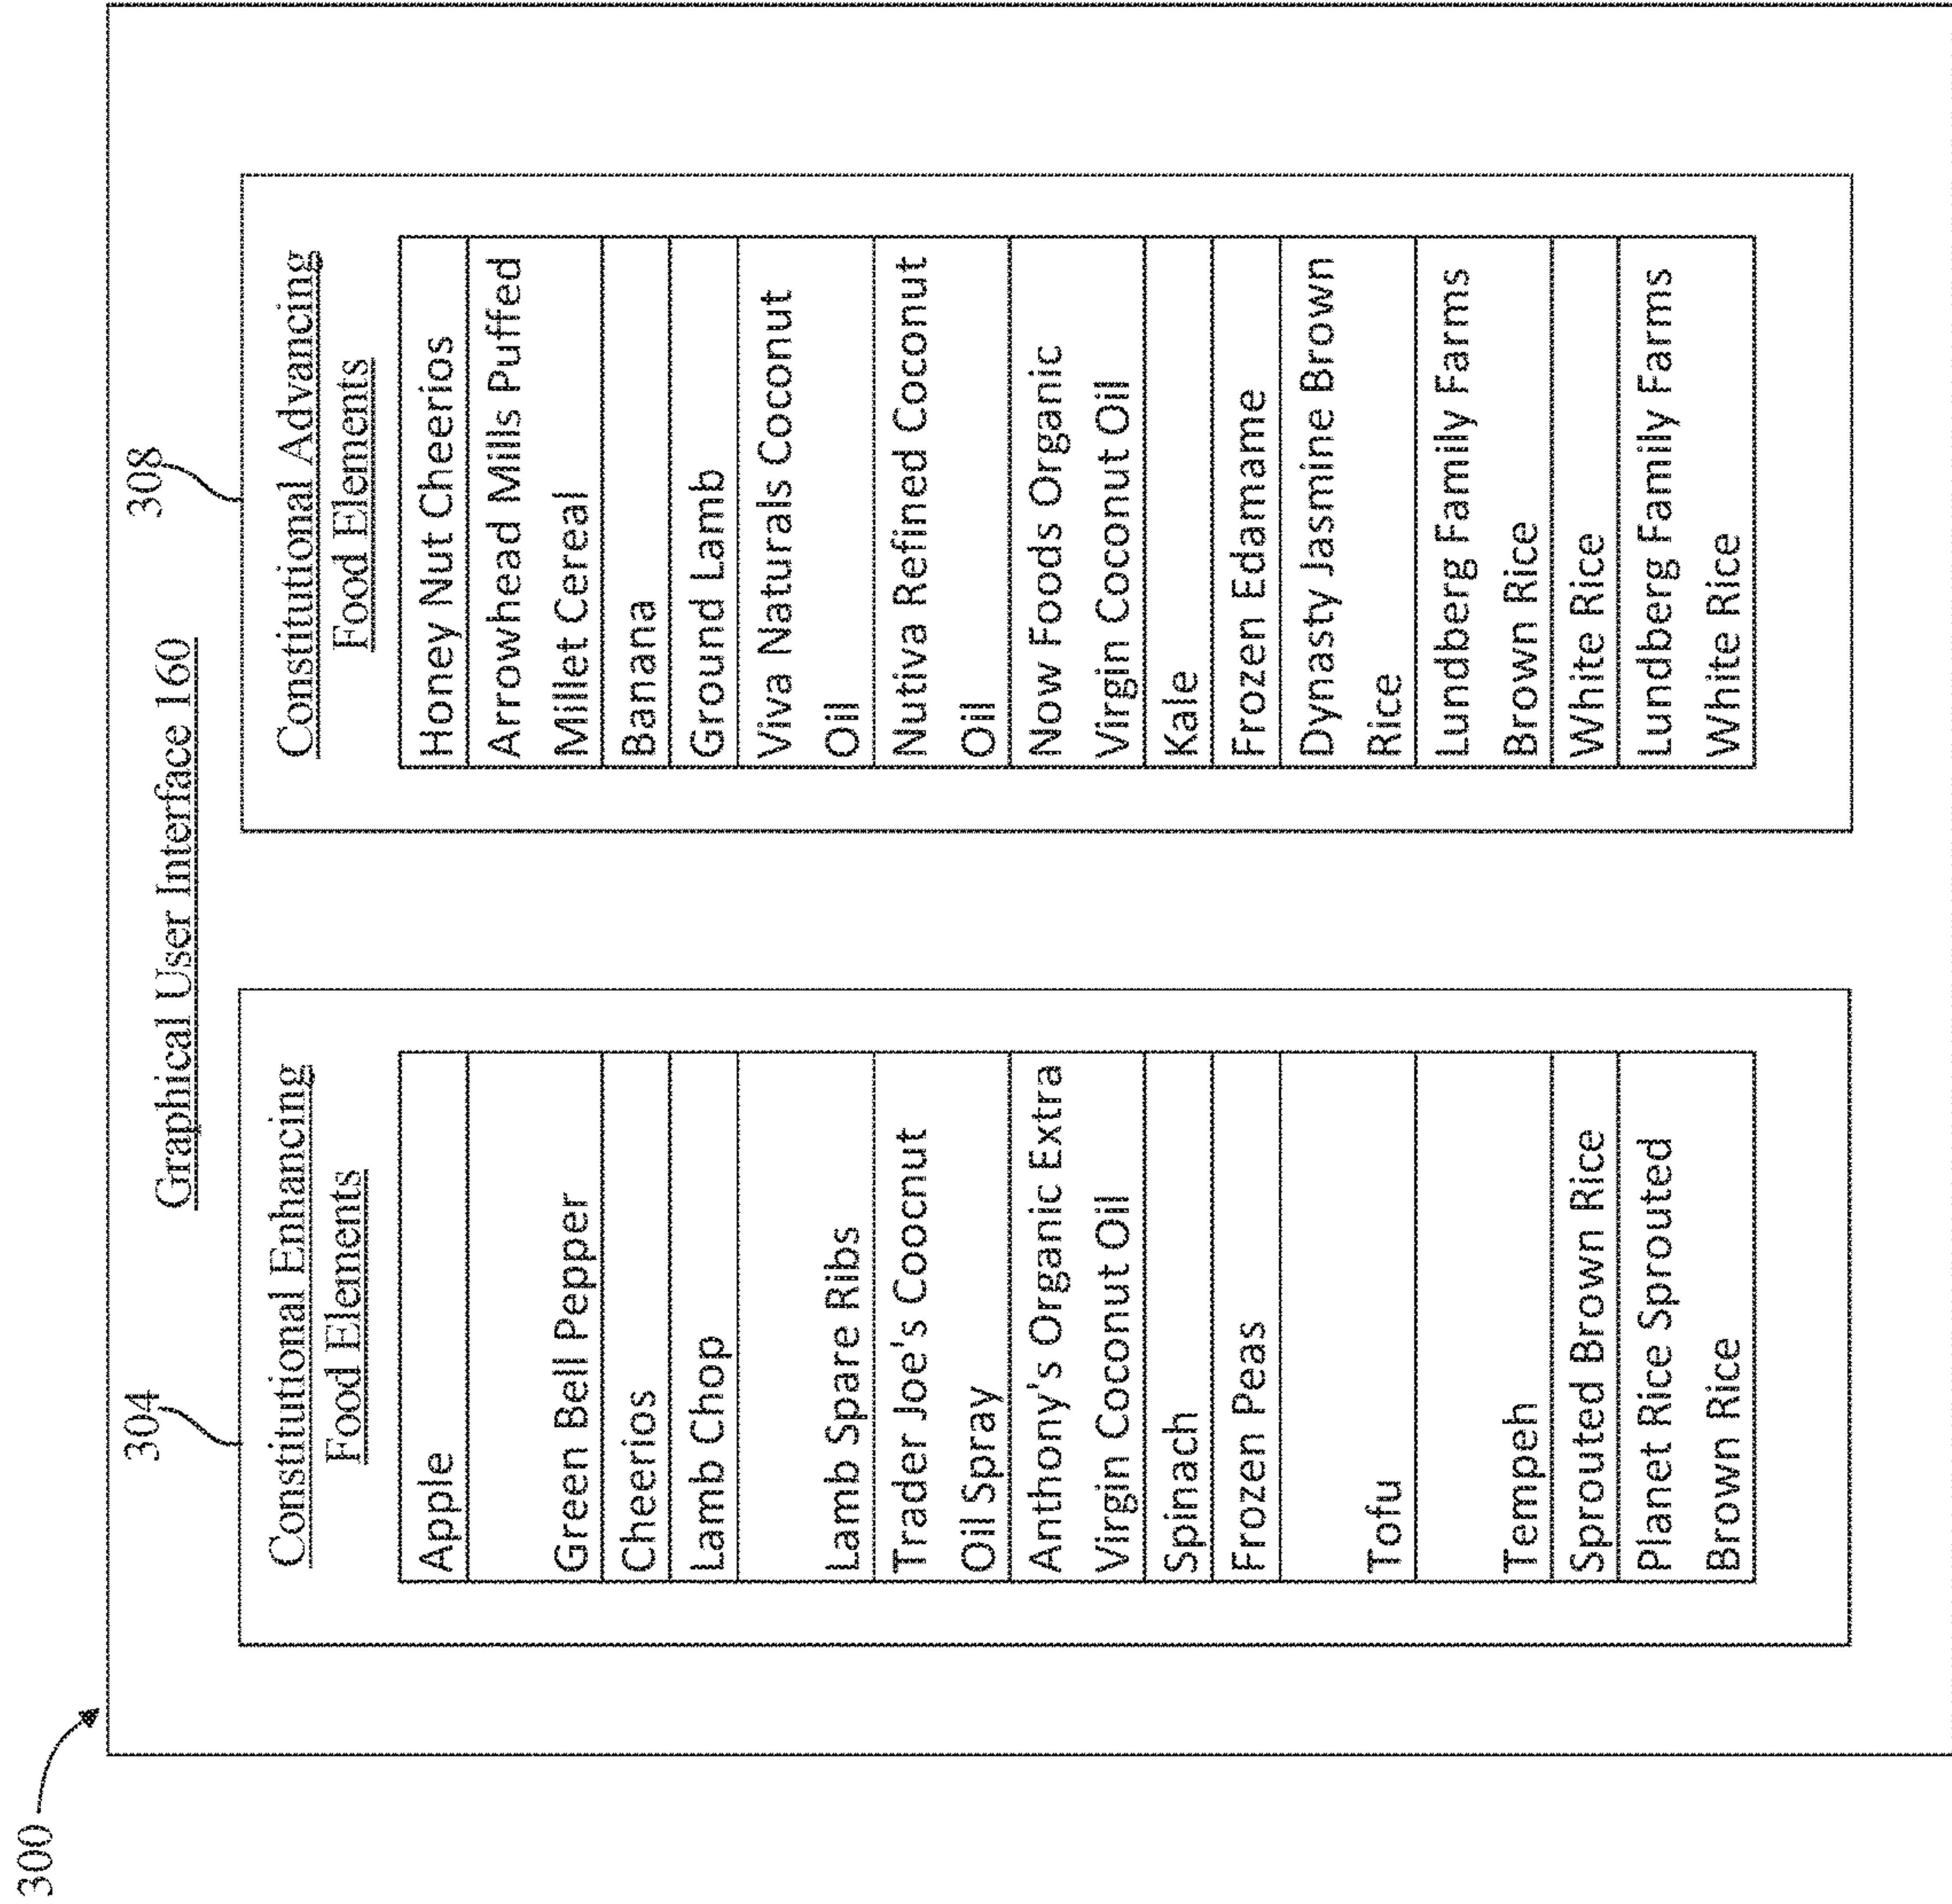 300
Graphical User Interface 160
304
Constitutional Enhancing
Food Elements
Apple
Green Bell Pepper
Cheerios
Lamb Chop
Lamb Spare Ribs
Trader Joe's Coocnut
Oil Spray
Anthony's Organic Extra
Virgin Coconut Oil
Spinach
Frozen Peas
Tofu
Tempeh
Sprouted Brown Rice
Planet Rice Sprouted
Brown Rice
308
Constitutional Advancing
Food Elements
Honey Nut Cheerios
Arrowhead Mills Puffed
Millet Cereal
Banana
Ground Lamb
Viva Naturals Coconut
Oil
Nutiva Refined Coconut
Oil
Now Foods Organic
Virgin Coconut Oil
Kale
Frozen Edamame
Dynasty Jasmine Brown
Rice
Lundberg Family Farms
Brown Rice
White Rice
Lundberg Family Farms
White Rice